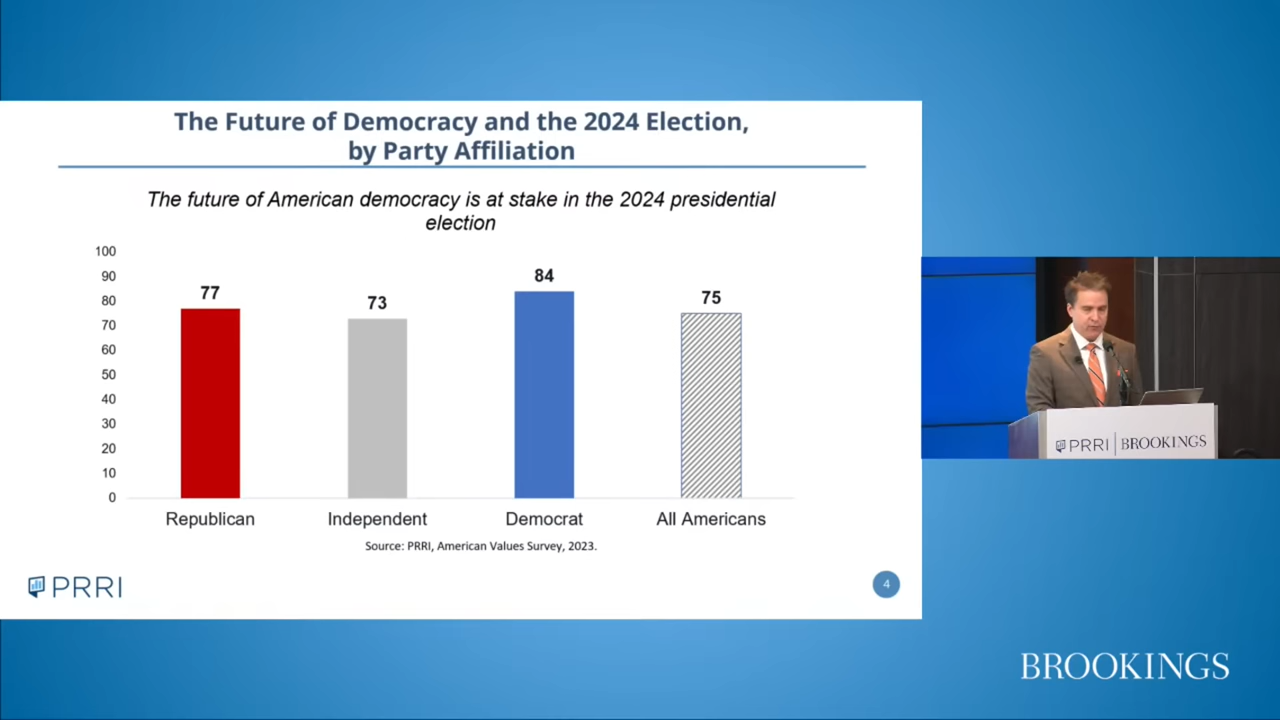 The Future of Democracy and the 2024 Election,
by Party Affiliation
The future of American democracy is at stake in the 2024 presidential
election
100
90
80
70
60
50
40
30
20
10
0
77
73
84
75
Republican
Independent
Democrat
All Americans
Source: PRRI, American Values Survey, 2023.
PRRI
4
PRRI | BROOKINGS
BROOKINGS